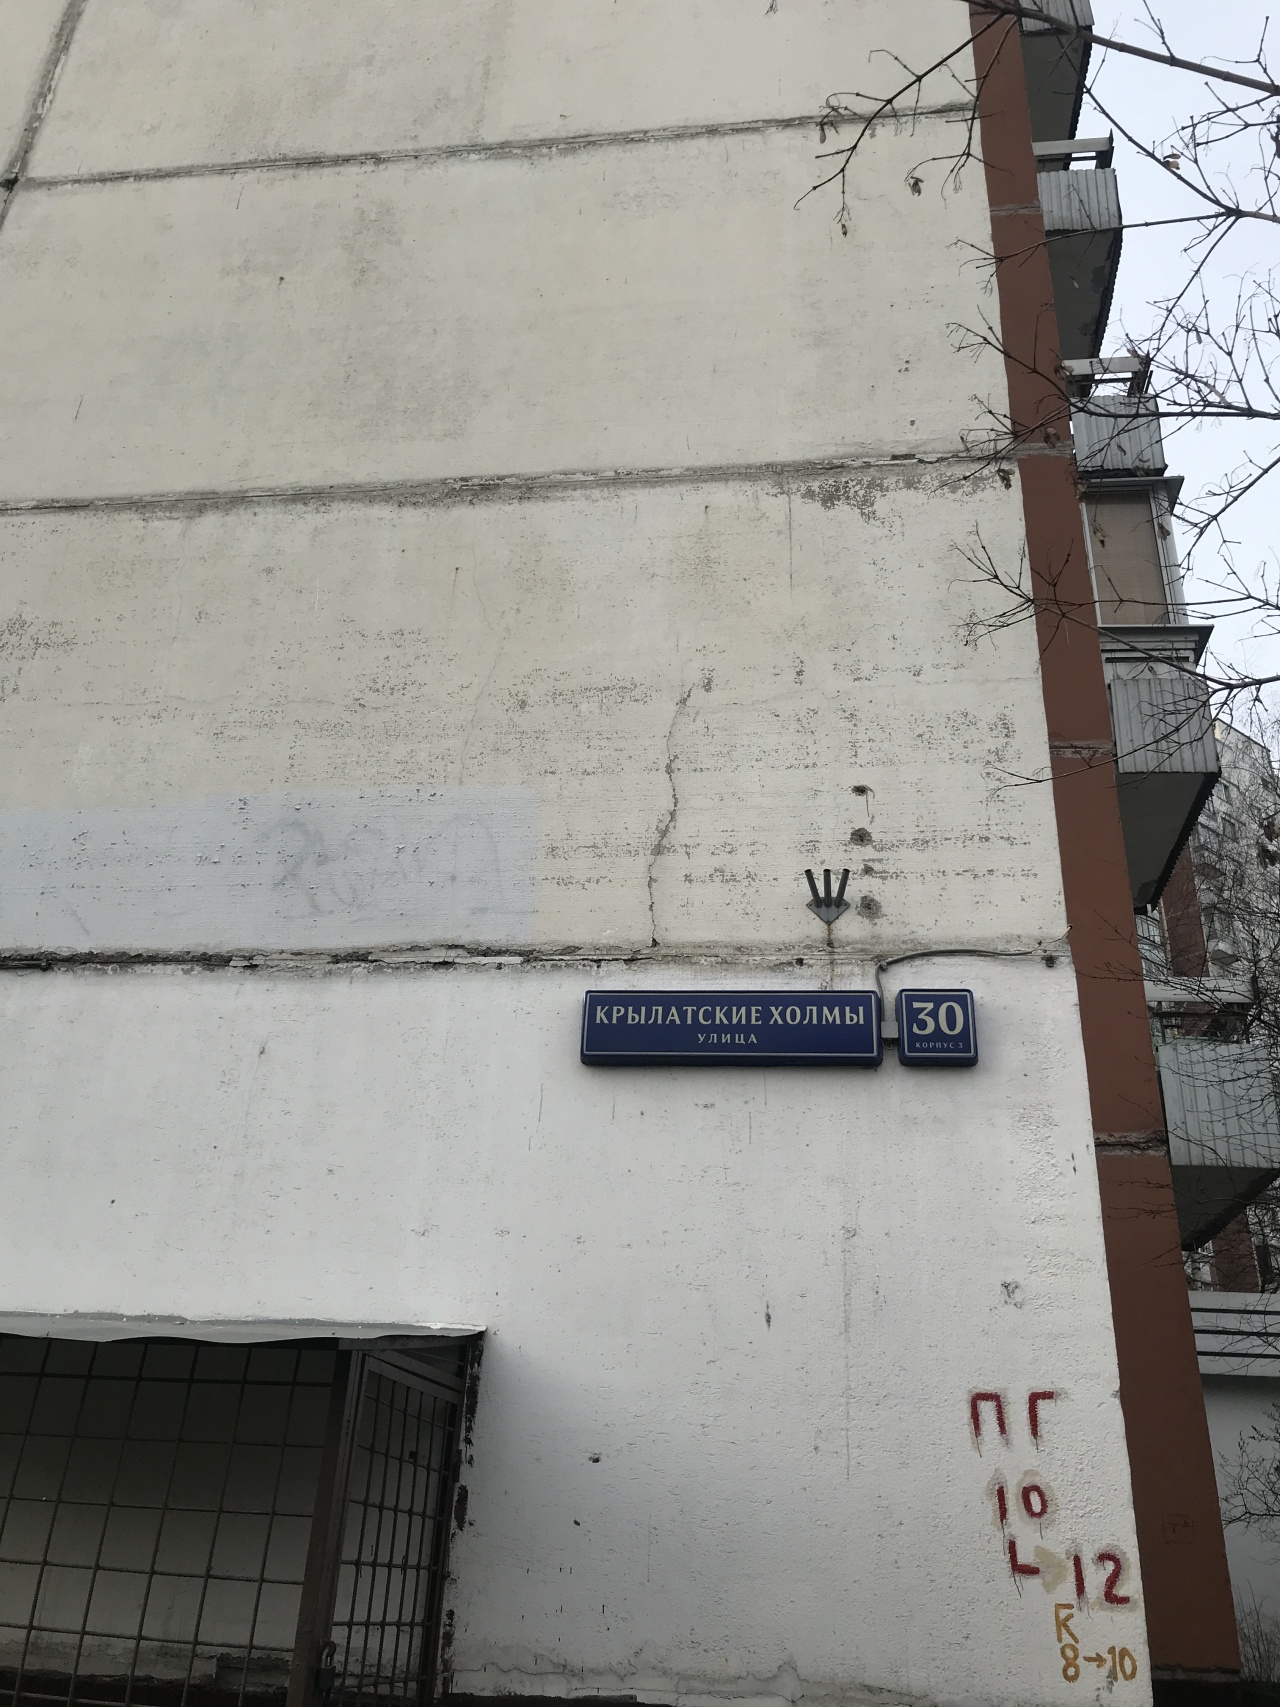 КРЫЛАТСКИЕ ХОЛМЫ
УЛИЦА
30
КОРПУС 3
ПГ
10
L 12
К
8→10